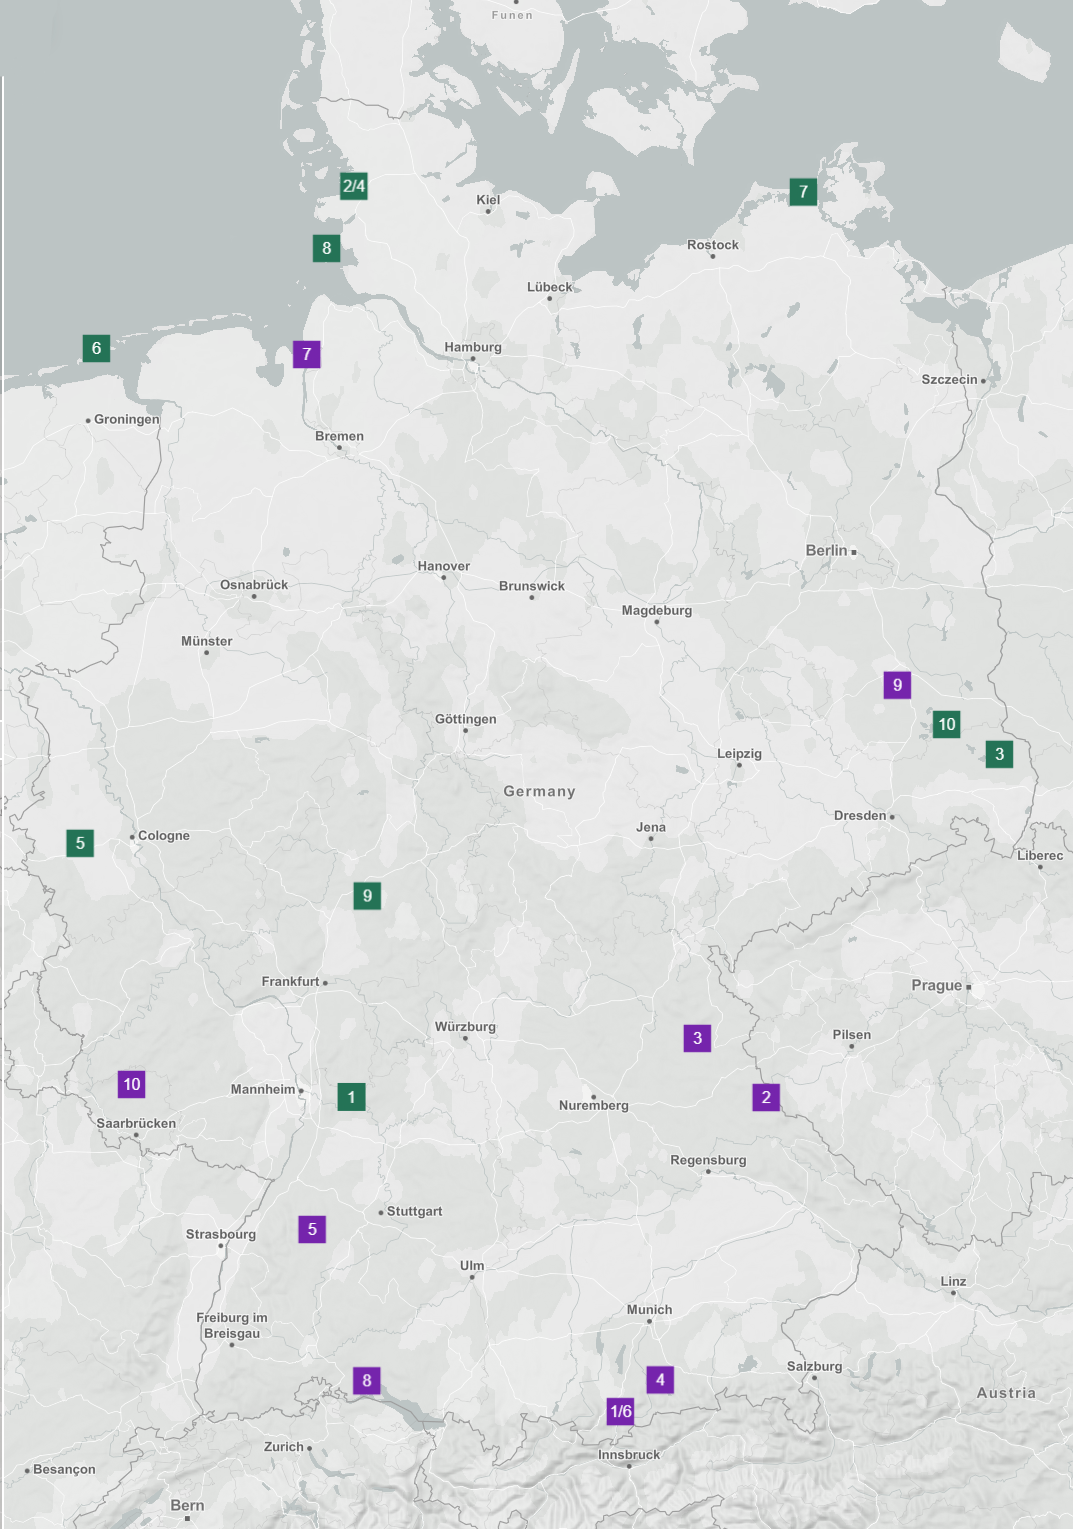 Funen
2/4
7
Kiel
8
Rostock
Lübeck
6
7
Hamburg
Szczecin
Groningen
Bremen
Berlin
Hanover
Osnabrück
Brunswick
Magdeburg
Münster
9
Göttingen
10
3
Leipzig
Germany
Dresden
Jena
Cologne
5
Liberec
9
Frankfurt
Prague
Würzburg
3
Pilsen
10
Mannheim
1
2
Nuremberg
Saarbrücken
Regensburg
Stuttgart
5
Strasbourg
Ulm
Linz
Munich
Freiburg im
Breisgau
Salzburg
8
4
Austria
1/6
Zurich
Innsbruck
Besançon
Bern